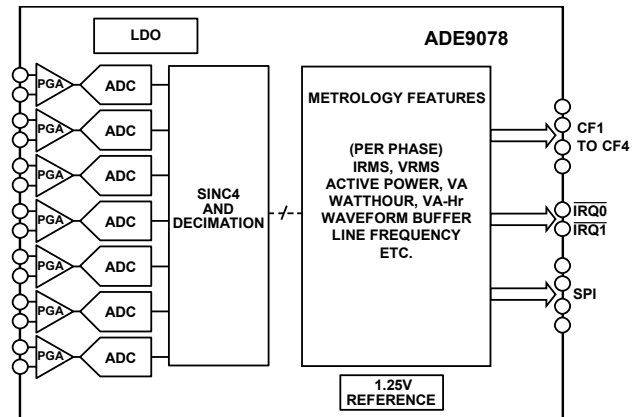 LDO
ADE9078
PGA
ADC
PGA
ADC
PGA
ADC
PGA
ADC
PGA
ADC
PGA
ADC
PGA
ADC
SINC4
AND
DECIMATION
METROLOGY FEATURES
(PER PHASE)
IRMS, VRMS
ACTIVE POWER, VA
WATTHOUR, VA-Hr
WAVEFORM BUFFER
LINE FREQUENCY
ETC.
CF1
TO CF4
IRQ0
IRQ1
SPI
1.25V
REFERENCE